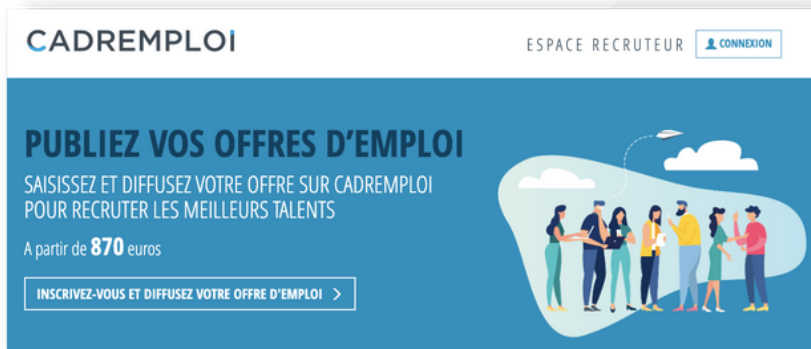 CADREMPLOI
ESPACE RECRUTEUR
CONNEXION
PUBLIEZ VOS OFFRES D'EMPLOI
SAISISSEZ ET DIFFUSEZ VOTRE OFFRE SUR CADREMPLOI
POUR RECRUTER LES MEILLEURS TALENTS
A partir de 870 euros
INSCRIVEZ-VOUS ET DIFFUSEZ VOTRE OFFRE D'EMPLOI >